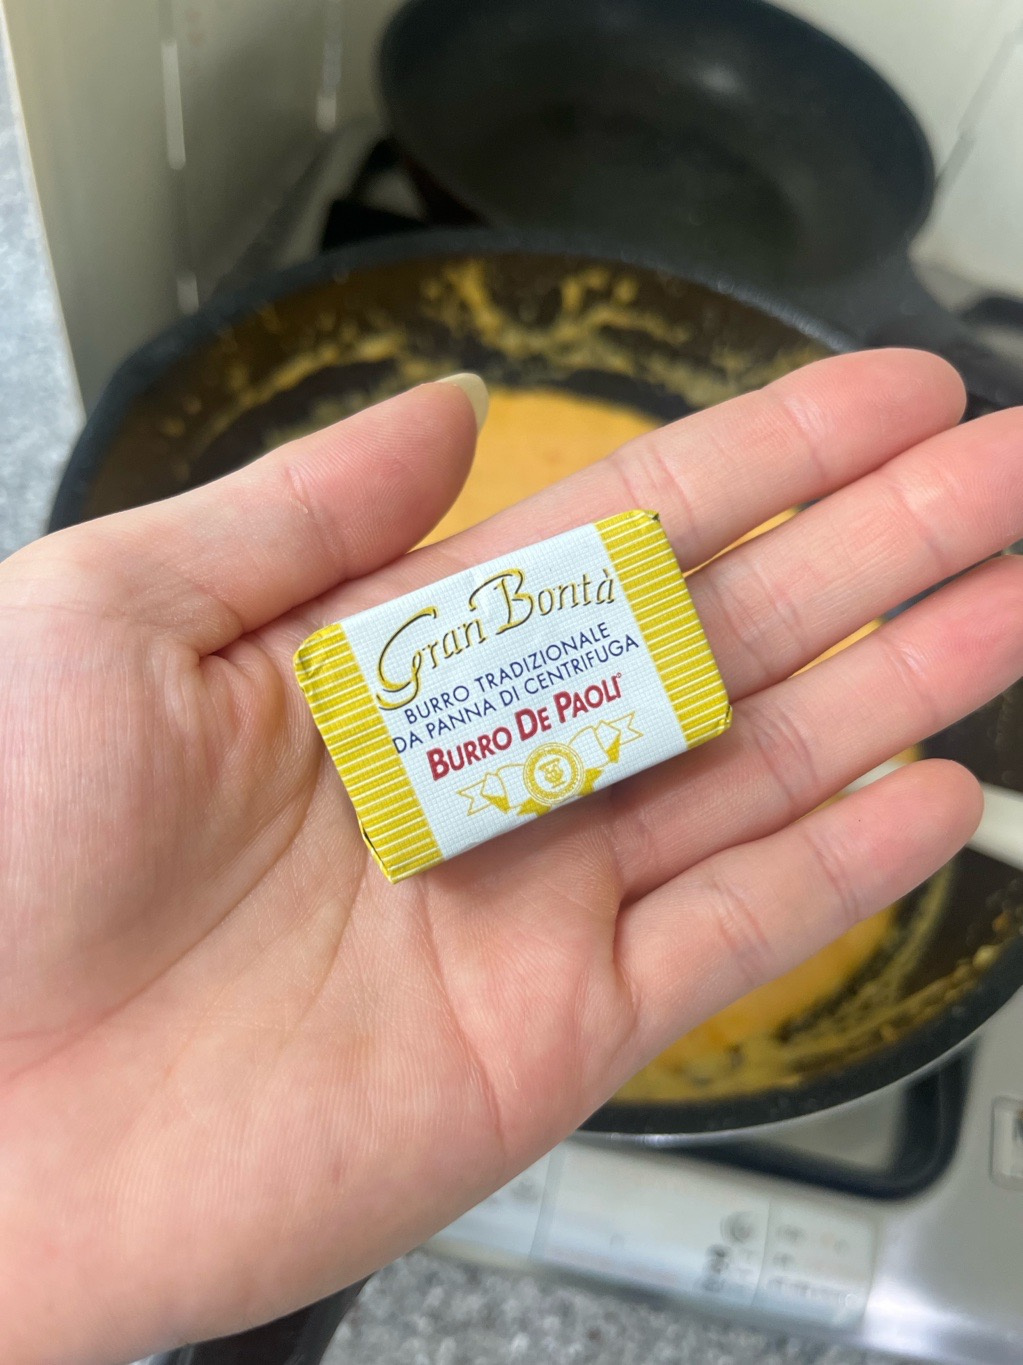 Gran Bontà
BURRO TRADIZIONALE
DA PANNA DI CENTRIFUGA
BURRO DE PAOLI